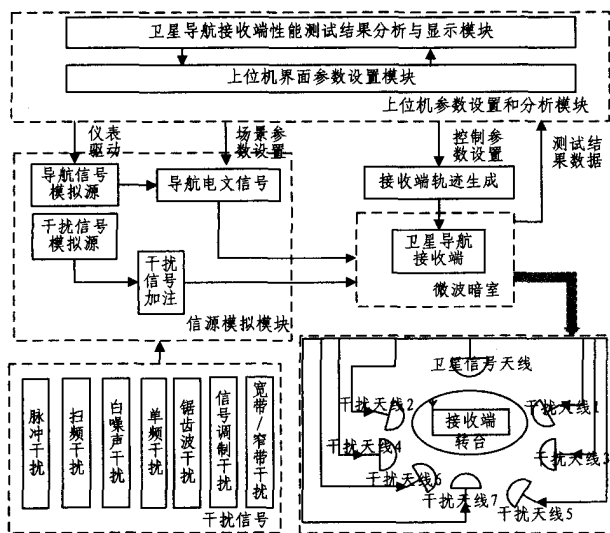 卫星导航接收端性能测试结果分析与显示模块
上位机界面参数设置模块
上位机参数设置和分析模块
仪表
驱动
场景参
数设置
控制参
数设置
测试结
果数据
导航信号
模拟源
导航电文信号
接收端轨迹生成
干扰信号
模拟源
干扰
信号
加注
卫星导航
接收端
信源模拟模块
微波暗室
脉冲干扰
扫频干扰
白噪声干扰
单频干扰
锯齿波干扰
信号调制干扰
宽带/窄带干扰
干扰信号
卫星信号天线
干扰天线2
干扰天线1
接收端
转台
干扰天线4
干扰天线3
干扰天线6
干扰天线7
干扰天线5